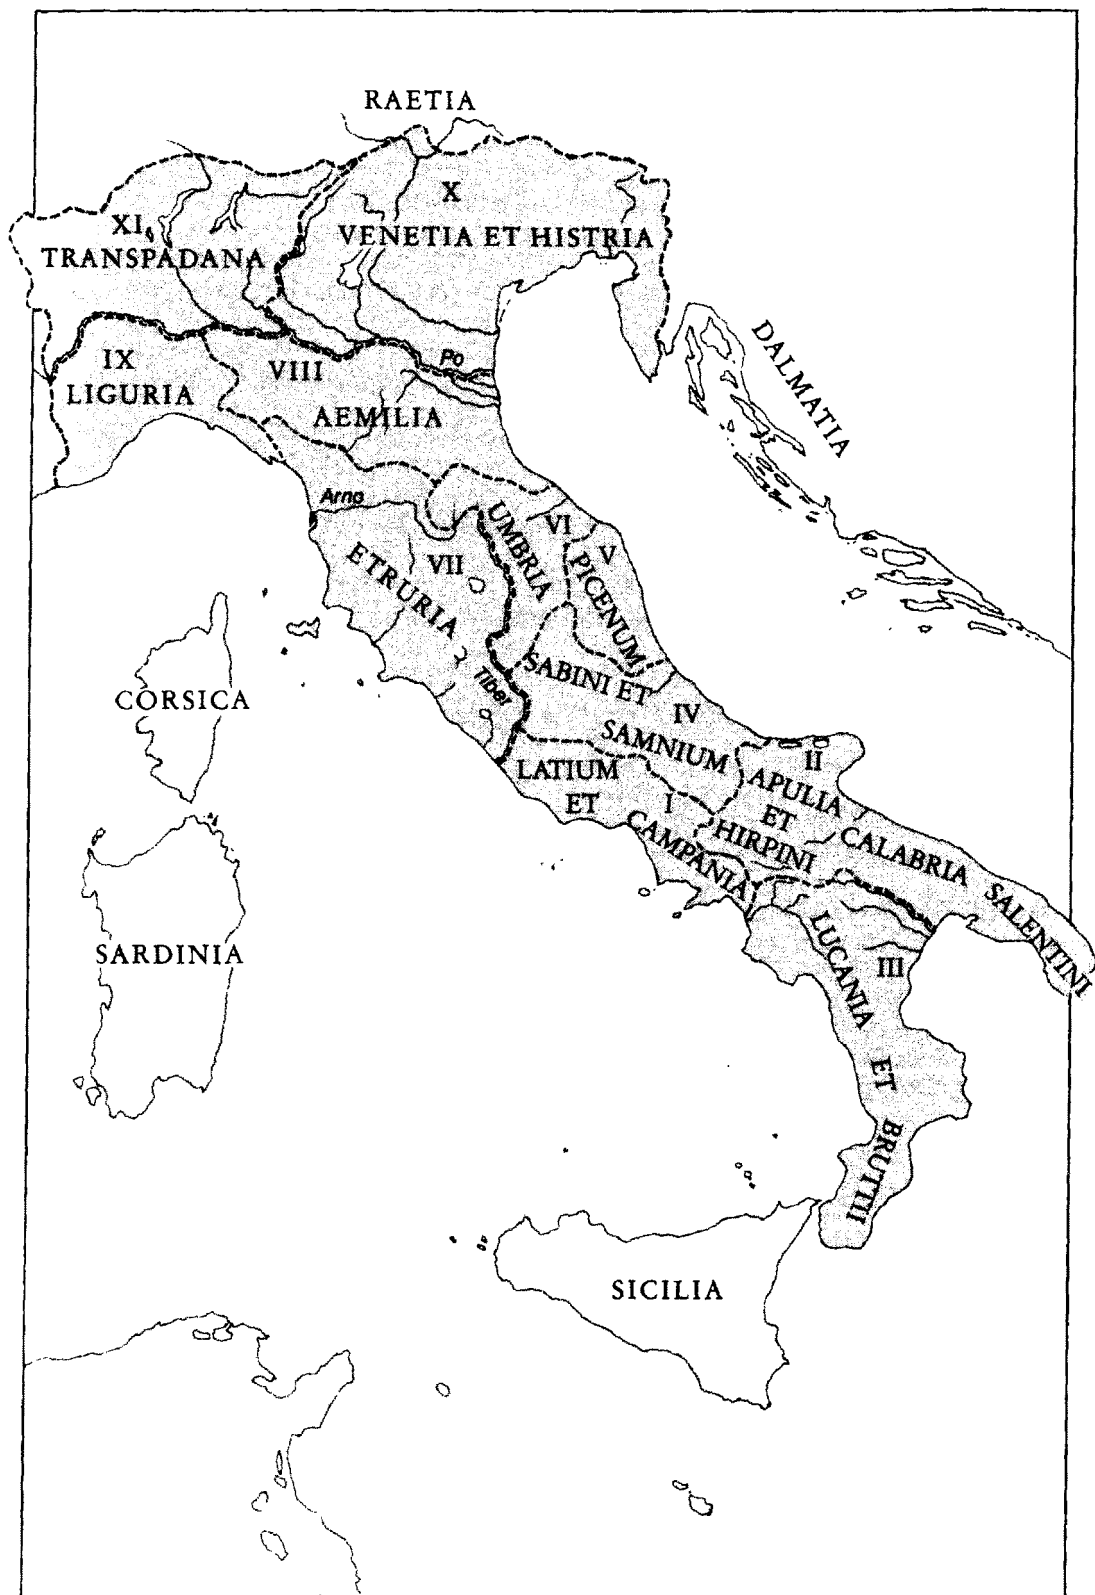 RAETIA
X
VENETIA ET HISTRIA
XI
TRANSPADANA
IX
LIGURIA
VIII
AEMILIA
Po
DALMATIA
Arno
UMBRIA
VI
V
PICENUM
VII
ETRURIA
Tiber
SABINI ET
SAMNIUM
IV
CORSICA
LATIUM
ET
CAMPANIA
I
II
APULIA
ET
HIRPINI
CALABRIA
SALENTINI
SARDINIA
LUCANIA
ET
BRUTTII
III
SICILIA